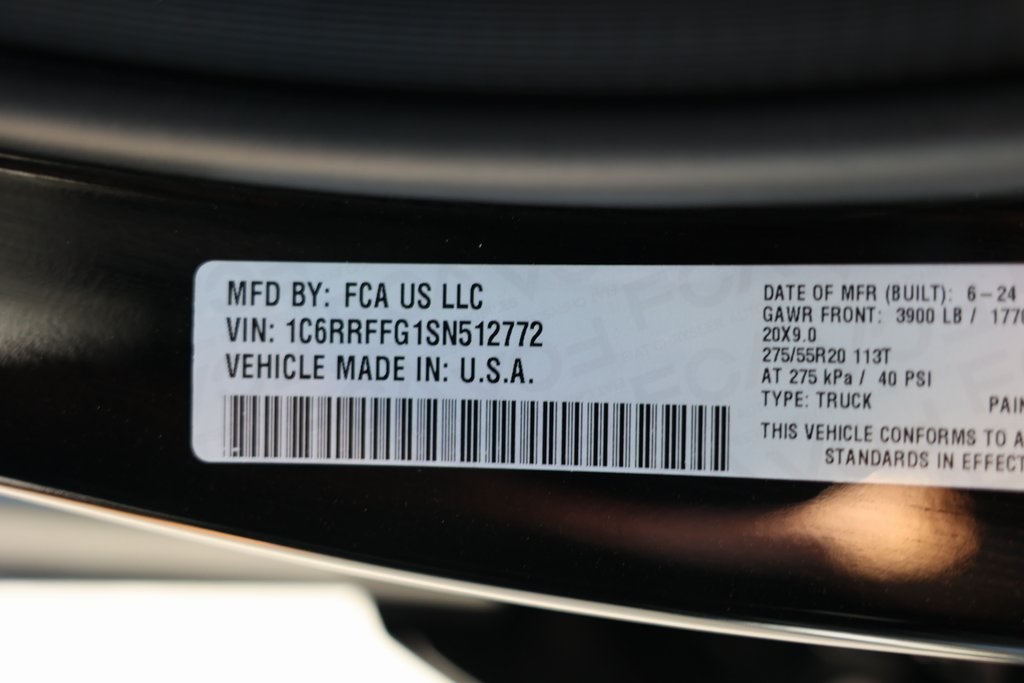 MFD BY: FCA US LLC
VIN: 1C6RRFFG1SN512772
VEHICLE MADE IN: U.S.A.
DATE OF MFR (BUILT): 6-24
GAWR FRONT: 3900 LB / 1770
20X9.0
275/55R20 113T
AT 275 kPa / 40 PSI
TYPE: TRUCK
THIS VEHICLE CONFORMS TO A
STANDARDS IN EFFECT